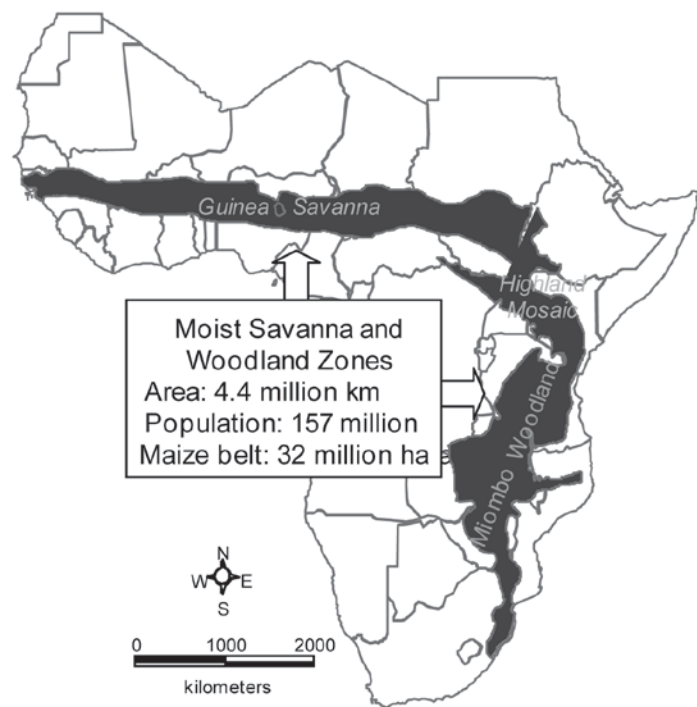 Guinea Savanna
Highland
Mosaic
Moist Savanna and
Woodland Zones
Area: 4.4 million km
Population: 157 million
Maize belt: 32 million ha
Miombo Woodland
N
W E
S
0 1000 2000
kilometers